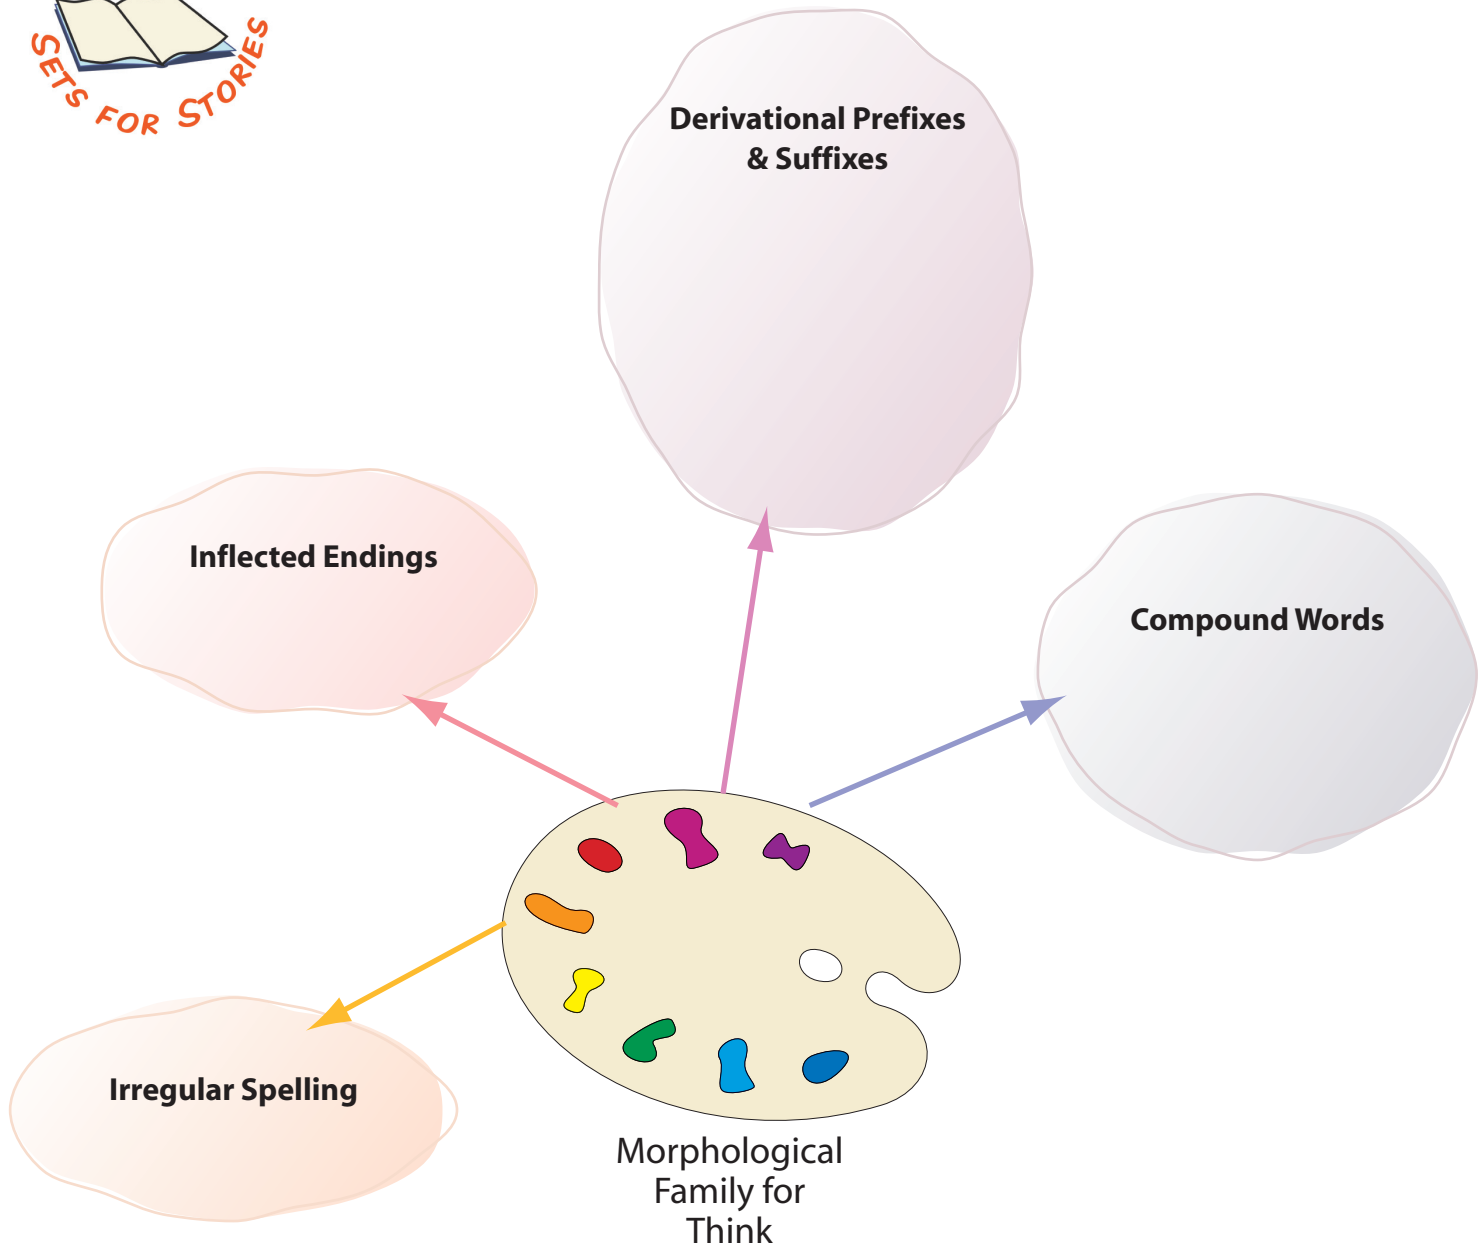 SETS FOR STORIES
Derivational Prefixes
& Suffixes
Inflected Endings
Compound Words
Irregular Spelling
Morphological
Family for
Think